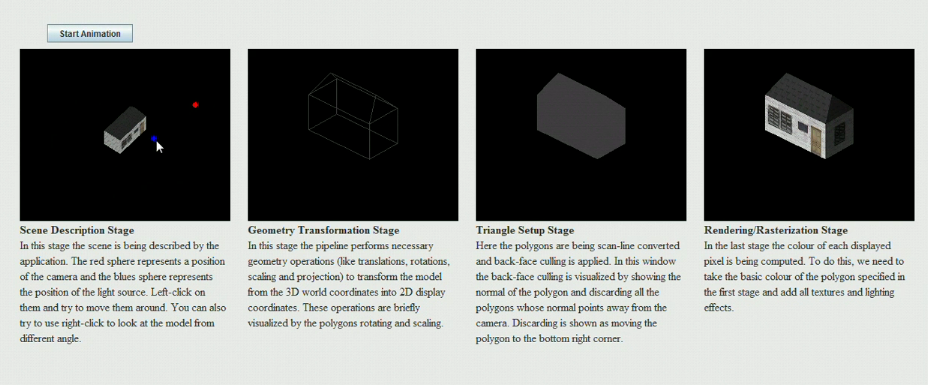 Start Animation
Scene Description Stage
In this stage the scene is being described by the
application. The red sphere represents a position
of the camera and the blues sphere represents
the position of the light source. Left-click on
them and try to move them around. You can also
try to use right-click to look at the model from
different angle.
Geometry Transformation Stage
In this stage the pipeline performs necessary
geometry operations (like translations, rotations,
scaling and projection) to transform the model
from the 3D world coordinates into 2D display
coordinates. These operations are briefly
visualized by the polygons rotating and scaling.
Triangle Setup Stage
Here the polygons are being scan-line converted
and back-face culling is applied. In this window
the back-face culling is visualized by showing the
normal of the polygon and discarding all the
polygons whose normal points away from the
camera. Discarding is shown as moving the
polygon to the bottom right corner.
Rendering/Rasterization Stage
In the last stage the colour of each displayed
pixel is being computed. To do this, we need to
take the basic colour of the polygon specified in
the first stage and add all textures and lighting
effects.